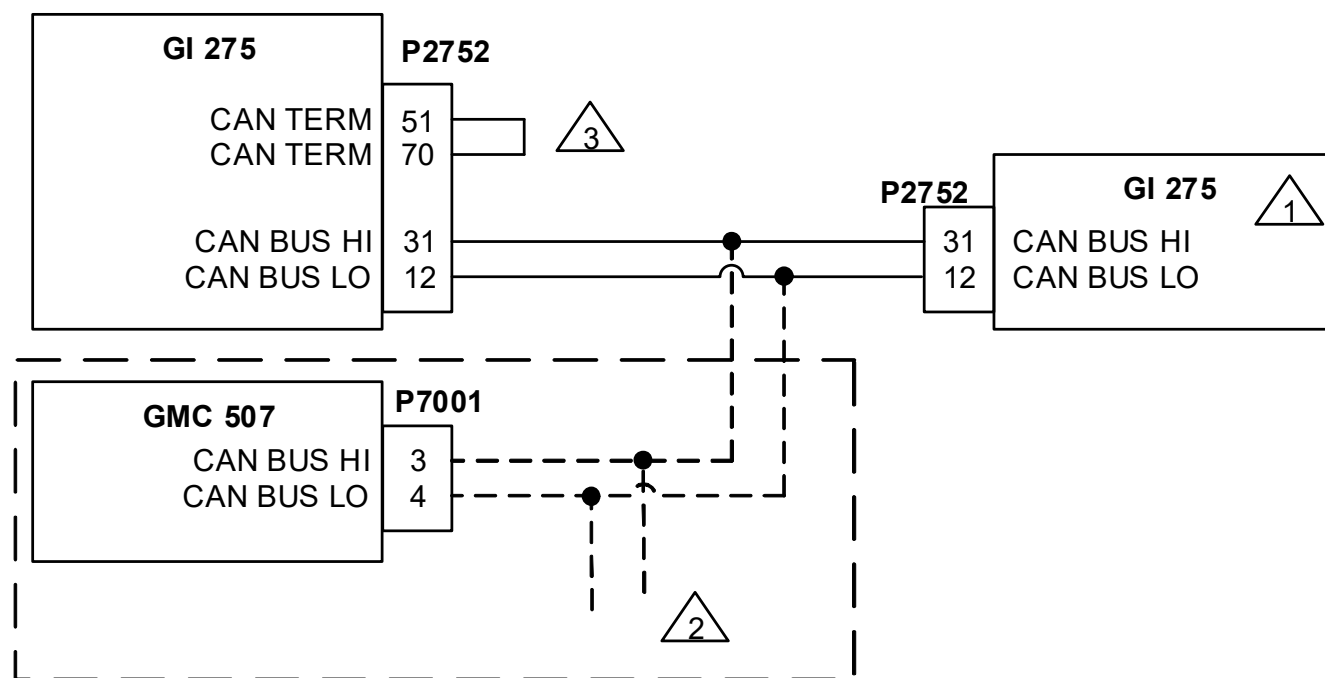 GI 275
P2752
CAN TERM 51
CAN TERM 70
3
CAN BUS HI 31
CAN BUS LO 12
P2752
GI 275
1
31 CAN BUS HI
12 CAN BUS LO
GMC 507
P7001
CAN BUS HI 3
CAN BUS LO 4
2